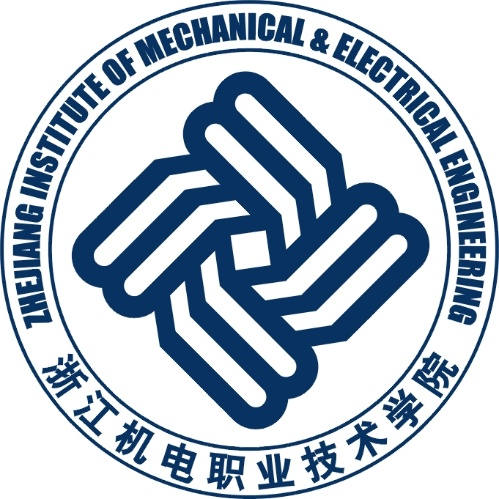 ZHEJIANG INSTITUTE OF MECHANICAL & ELECTRICAL ENGINEERING
浙江机电职业技术学院